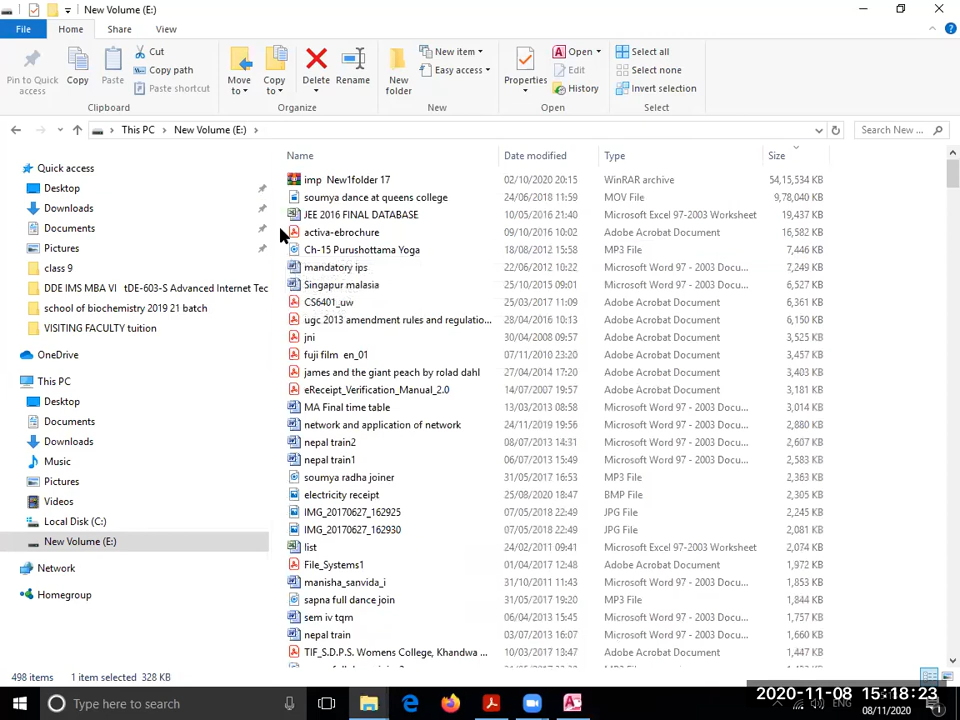 New Volume (E:)
File Home Share View
Pin to Quick access
Copy
Paste
Cut
Copy path
Paste shortcut
Clipboard
Move to
Copy to
Delete
Rename
Organize
New folder
New item
Easy access
New
Properties
Open
Edit
History
Open
Select all
Select none
Invert selection
Select
This PC > New Volume (E:) >
Search New ...
Name Date modified Type Size
Quick access
Desktop
Downloads
Documents
Pictures
class 9
DDE IMS MBA VI tDE-603-S Advanced Internet Tec
school of biochemistry 2019 21 batch
VISITING FACULTY tuition
OneDrive
This PC
Desktop
Documents
Downloads
Music
Pictures
Videos
Local Disk (C:)
New Volume (E:)
Network
Homegroup
imp New1folder 17 02/10/2020 20:15 WinRAR archive 54,15,534 KB
soumya dance at queens college 24/06/2018 11:59 MOV File 9,78,040 KB
JEE 2016 FINAL DATABASE 10/05/2016 21:40 Microsoft Excel 97-2003 Worksheet 19,437 KB
activa-ebrochure 09/10/2016 10:02 Adobe Acrobat Document 16,582 KB
Ch-15 Purushottama Yoga 18/08/2012 15:58 MP3 File 7,446 KB
mandatory ips 22/06/2012 10:22 Microsoft Word 97 - 2003 Docu... 7,249 KB
Singapur malasia 25/10/2015 09:01 Microsoft Word 97 - 2003 Docu... 6,527 KB
CS6401_uw 25/03/2017 11:09 Adobe Acrobat Document 6,361 KB
ugc 2013 amendment rules and regulatio... 28/04/2016 10:13 Adobe Acrobat Document 6,150 KB
jni 30/04/2008 09:57 Adobe Acrobat Document 3,525 KB
fuji film en_01 07/11/2010 23:20 Adobe Acrobat Document 3,457 KB
james and the giant peach by rolad dahl 27/04/2014 17:20 Adobe Acrobat Document 3,403 KB
eReceipt_Verification_Manual_2.0 14/07/2007 19:57 Adobe Acrobat Document 3,181 KB
MA Final time table 13/03/2013 08:58 Microsoft Word 97 - 2003 Docu... 3,014 KB
network and application of network 24/11/2019 19:56 Microsoft Word 97 - 2003 Docu... 2,880 KB
nepal train2 08/07/2013 14:31 Microsoft Word 97 - 2003 Docu... 2,607 KB
nepal train1 06/07/2013 15:49 Microsoft Word 97 - 2003 Docu... 2,583 KB
soumya radha joiner 31/05/2017 16:53 MP3 File 2,363 KB
electricity receipt 25/08/2020 18:47 BMP File 2,305 KB
IMG_20170627_162925 07/05/2018 22:49 JPG File 2,245 KB
IMG_20170627_162930 07/05/2018 22:49 JPG File 2,081 KB
list 24/02/2011 09:41 Microsoft Excel 97-2003 Worksheet 2,074 KB
File_Systems1 01/04/2017 12:48 Adobe Acrobat Document 1,972 KB
manisha_sanvida_i 31/10/2011 11:43 Microsoft Word 97 - 2003 Docu... 1,853 KB
sapna full dance join 31/05/2017 19:20 MP3 File 1,844 KB
sem iv tqm 06/04/2013 15:45 Microsoft Word 97 - 2003 Docu... 1,757 KB
nepal train 03/07/2013 16:07 Microsoft Word 97 - 2003 Docu... 1,660 KB
TIF_S.D.P.S. Womens College, Khandwa ... 10/03/2017 13:47 Adobe Acrobat Document 1,447 KB
498 items 1 item selected 328 KB
Type here to search
2020-11-08 15:18:23
ENG
08/11/2020